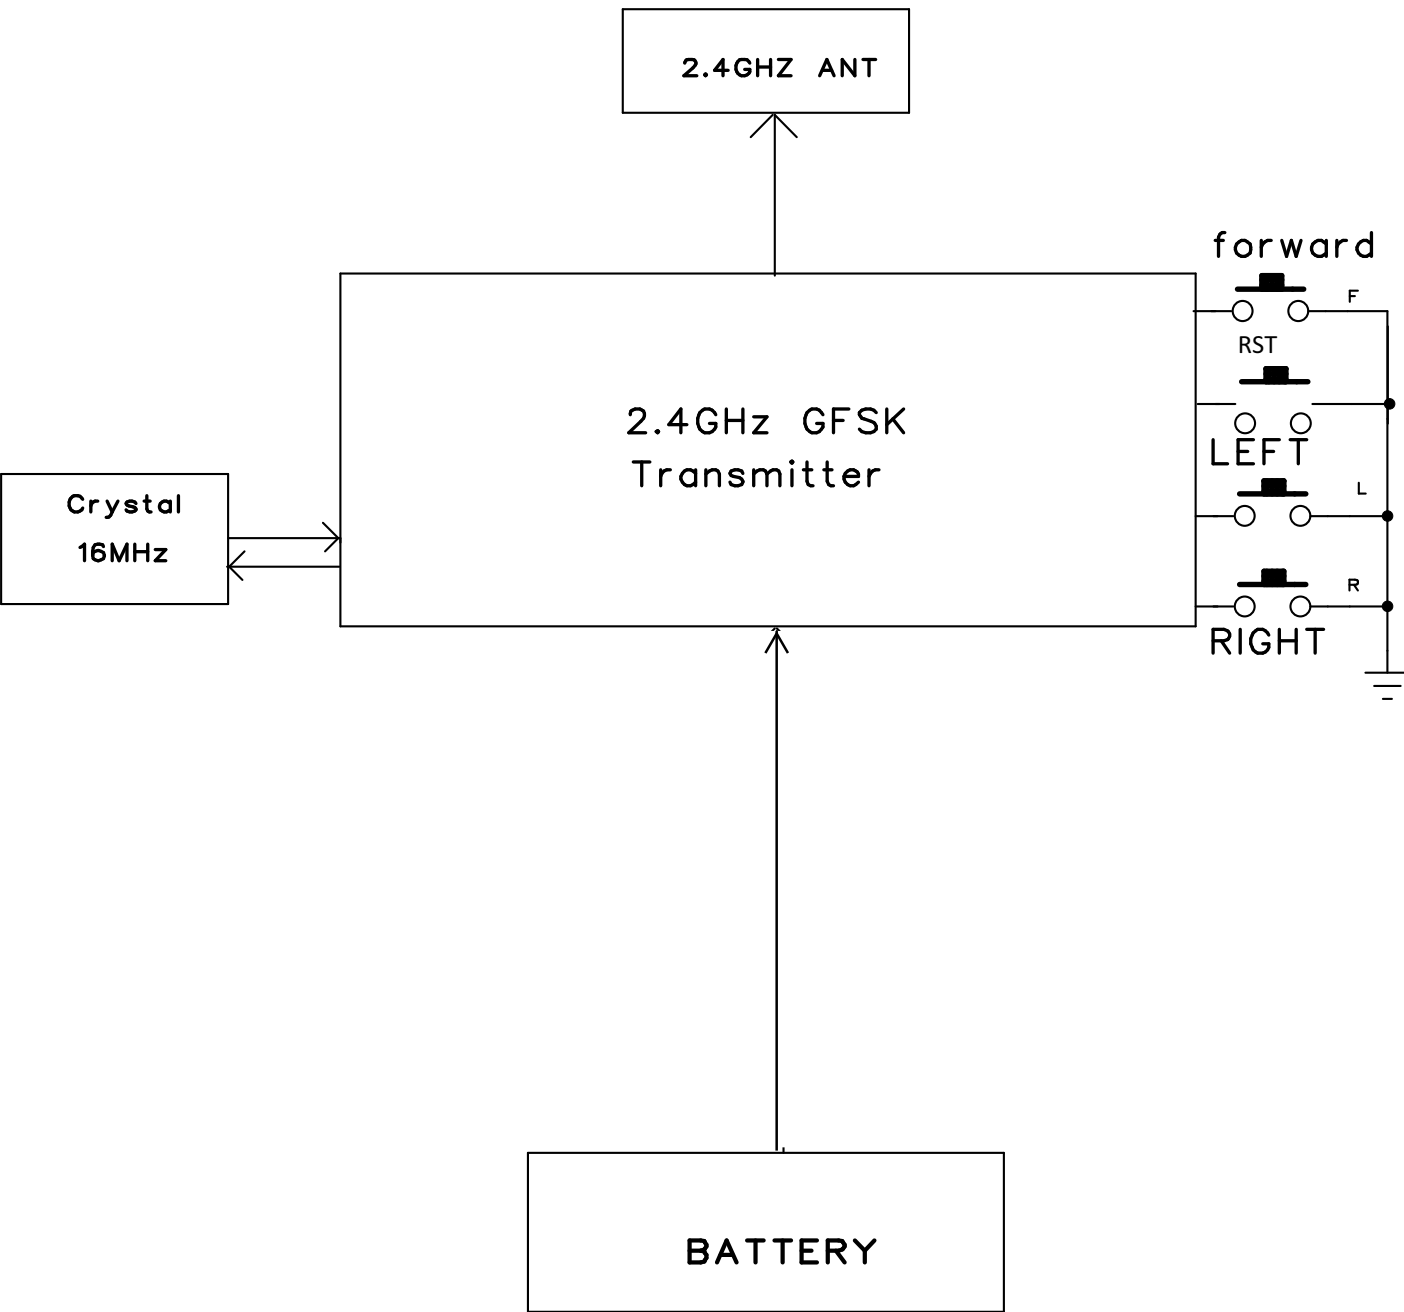 2.4GHZ ANT
forward
F
RST
2.4GHz GFSK
Transmitter
LEFT
L
Crystal
16MHz
R
RIGHT
BATTERY